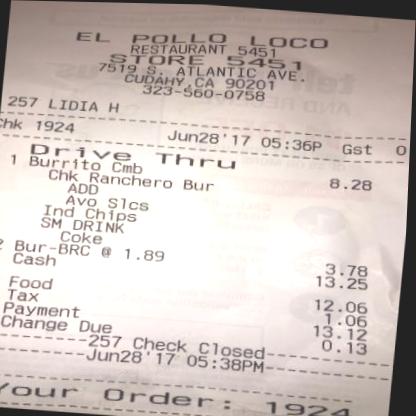 EL POLLO LOCO
RESTAURANT 5451
STORE 5451
7519 S. ATLANTIC AVE.
CUDAHY,CA 90201
323-560-0758
257 LIDIA H
Chk 1924 Jun28'17 05:36P Gst 0
Drive Thru
1 Burrito Cmb 8.28
Chk Ranchero Bur
ADD
Avo Slcs
Ind Chips
SM DRINK
Coke
2 Bur-BRC @ 1.89 3.78
Cash 13.25
Food 12.06
Tax 1.06
Payment 13.12
Change Due 0.13
257 Check Closed
Jun28'17 05:38PM
Your Order: 192